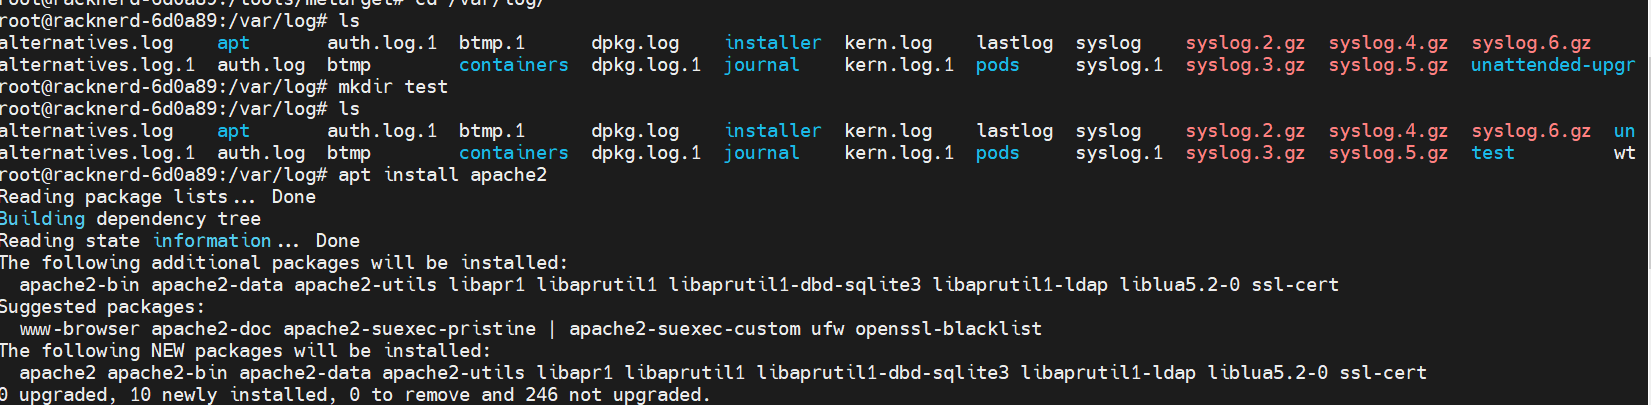 root@racknerd-6d0a89:/tools/metarget# cd /var/log/
root@racknerd-6d0a89:/var/log# ls
alternatives.log    apt      auth.log.1  btmp.1      dpkg.log    installer  kern.log    lastlog  syslog    syslog.2.gz  syslog.4.gz  syslog.6.gz
alternatives.log.1  auth.log  btmp        containers  dpkg.log.1  journal    kern.log.1  pods     syslog.1  syslog.3.gz  syslog.5.gz  unattended-upgr
root@racknerd-6d0a89:/var/log# mkdir test
root@racknerd-6d0a89:/var/log# ls
alternatives.log    apt      auth.log.1  btmp.1      dpkg.log    installer  kern.log    lastlog  syslog    syslog.2.gz  syslog.4.gz  syslog.6.gz  un
alternatives.log.1  auth.log  btmp        containers  dpkg.log.1  journal    kern.log.1  pods     syslog.1  syslog.3.gz  syslog.5.gz  test         wt
root@racknerd-6d0a89:/var/log# apt install apache2
Reading package lists... Done
Building dependency tree
Reading state information... Done
The following additional packages will be installed:
  apache2-bin apache2-data apache2-utils libapr1 libaprutil1 libaprutil1-dbd-sqlite3 libaprutil1-ldap liblua5.2-0 ssl-cert
Suggested packages:
  www-browser apache2-doc apache2-suexec-pristine | apache2-suexec-custom ufw openssl-blacklist
The following NEW packages will be installed:
  apache2 apache2-bin apache2-data apache2-utils libapr1 libaprutil1 libaprutil1-dbd-sqlite3 libaprutil1-ldap liblua5.2-0 ssl-cert
0 upgraded, 10 newly installed, 0 to remove and 246 not upgraded.